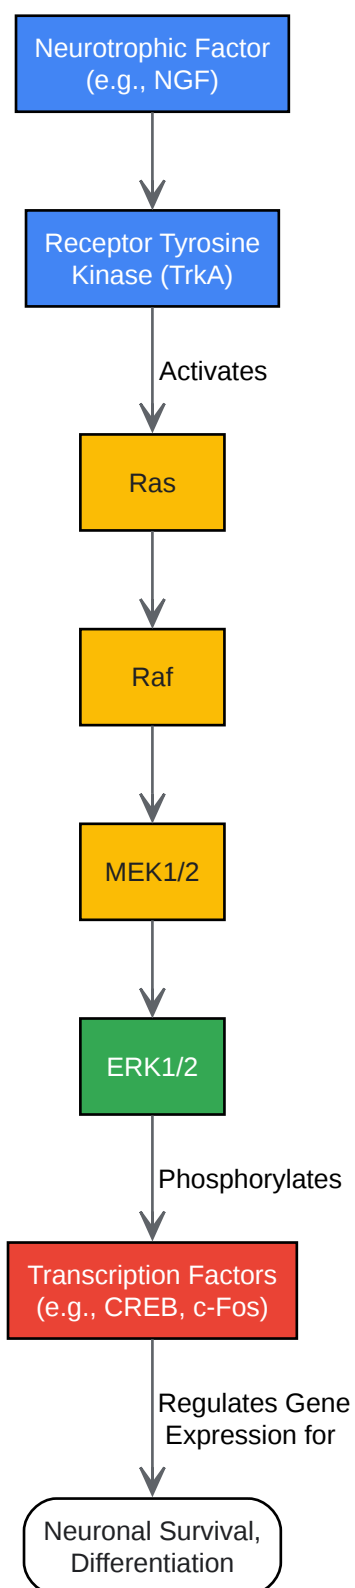 Neurotrophic Factor
(e.g., NGF)
Receptor Tyrosine
Kinase (TrkA)
Activates
Ras
Raf
MEK1/2
ERK1/2
Phosphorylates
Transcription Factors
(e.g., CREB, c-Fos)
Regulates Gene
Expression for
Neuronal Survival,
Differentiation